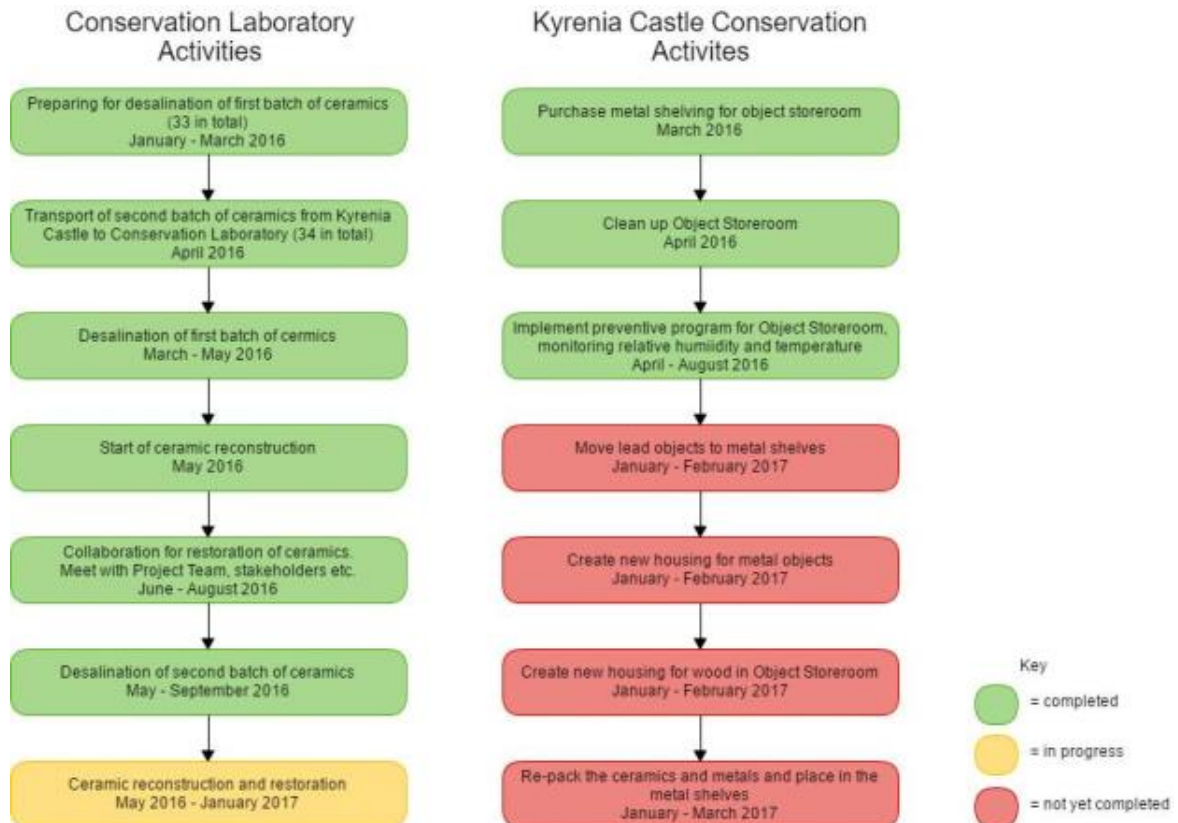 Conservation Laboratory
Activities
Preparing for desalination of first batch of ceramics
(33 in total)
January - March 2016
Transport of second batch of ceramics from Kyrenia
Castle to Conservation Laboratory (34 in total)
April 2016
Desalination of first batch of cermics
March - May 2016
Start of ceramic reconstruction
May 2016
Collaboration for restoration of ceramics.
Meet with Project Team, stakeholders etc.
June - August 2016
Desalination of second batch of ceramics
May - September 2016
Ceramic reconstruction and restoration
May 2016 - January 2017
Kyrenia Castle Conservation
Activites
Purchase metal shelving for object storeroom
March 2016
Clean up Object Storeroom
April 2016
Implement preventive program for Object Storeroom,
monitoring relative humiidity and temperature
April - August 2016
Move lead objects to metal shelves
January - February 2017
Create new housing for metal objects
January - February 2017
Create new housing for wood in Object Storeroom
January - February 2017
Re-pack the ceramics and metals and place in the
metal shelves
January - March 2017
Key
= completed
= in progress
= not yet completed